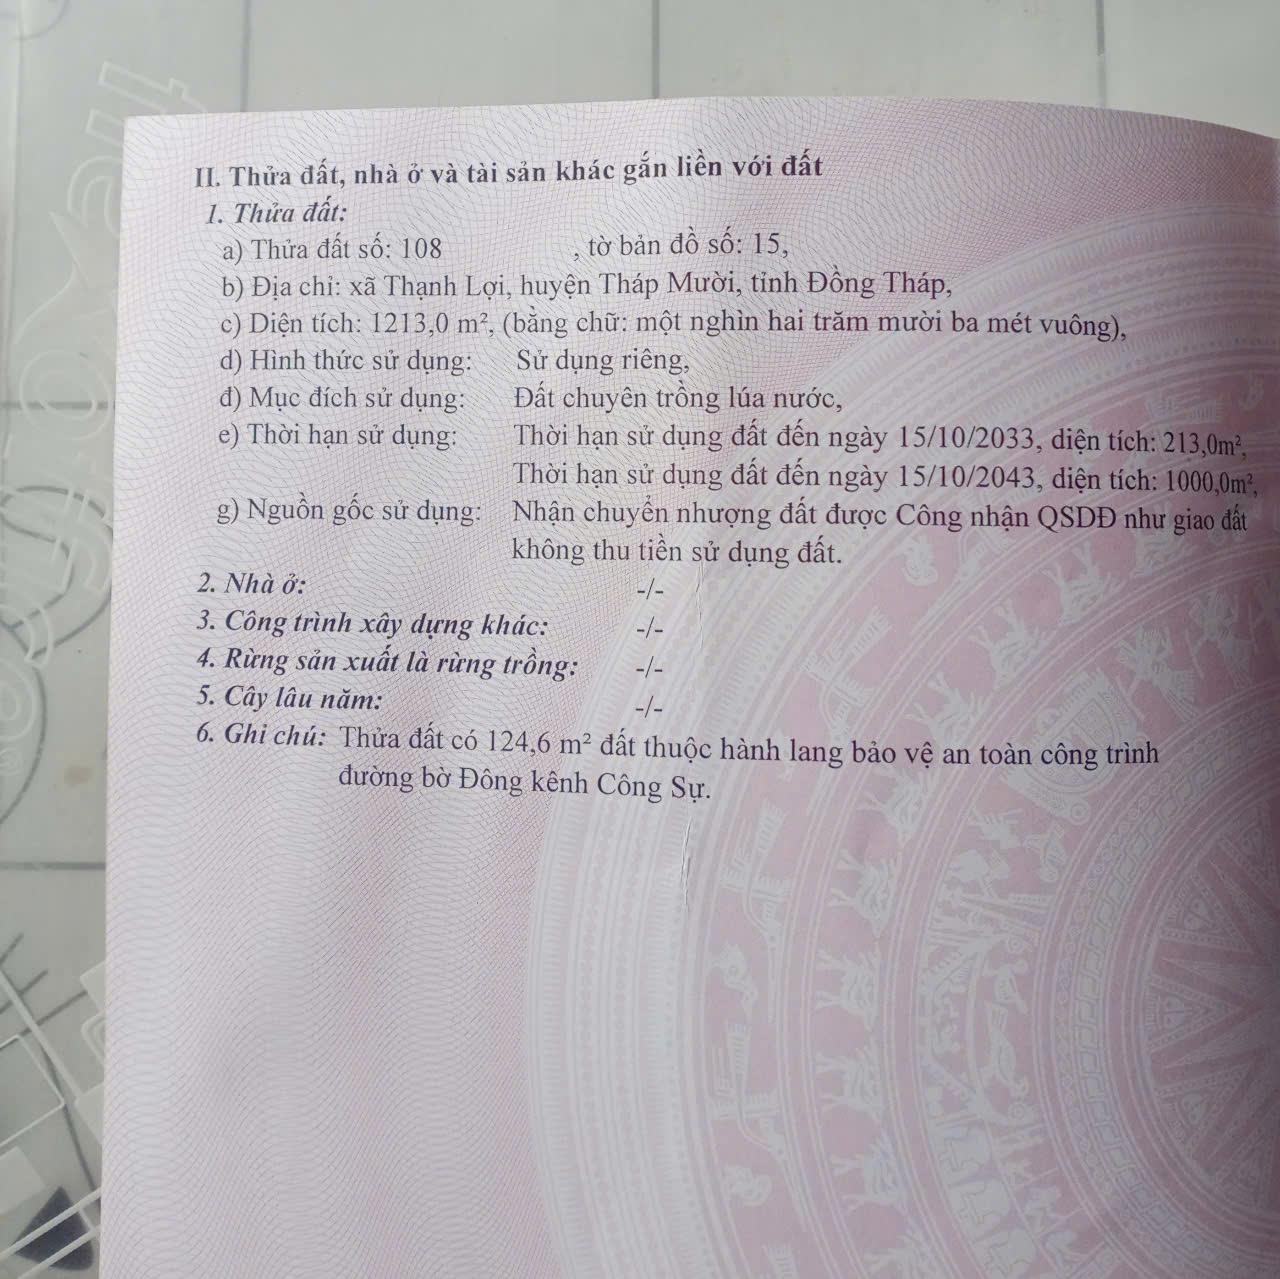 II. Thửa đất, nhà ở và tài sản khác gắn liền với đất
1. Thửa đất:
a) Thửa đất số: 108 , tờ bản đồ số: 15,
b) Địa chỉ: xã Thạnh Lợi, huyện Tháp Mười, tỉnh Đồng Tháp,
c) Diện tích: 1213,0 m², (bằng chữ: một nghìn hai trăm mười ba mét vuông),
d) Hình thức sử dụng: Sử dụng riêng,
đ) Mục đích sử dụng: Đất chuyên trồng lúa nước,
e) Thời hạn sử dụng: Thời hạn sử dụng đất đến ngày 15/10/2033, diện tích: 213,0m²,
Thời hạn sử dụng đất đến ngày 15/10/2043, diện tích: 1000,0m²,
g) Nguồn gốc sử dụng: Nhận chuyển nhượng đất được Công nhận QSDĐ như giao đất
không thu tiền sử dụng đất.
2. Nhà ở: -/-
3. Công trình xây dựng khác: -/-
4. Rừng sản xuất là rừng trồng: -/-
5. Cây lâu năm: -/-
6. Ghi chú: Thửa đất có 124,6 m² đất thuộc hành lang bảo vệ an toàn công trình
đường bờ Đông kênh Công Sự.